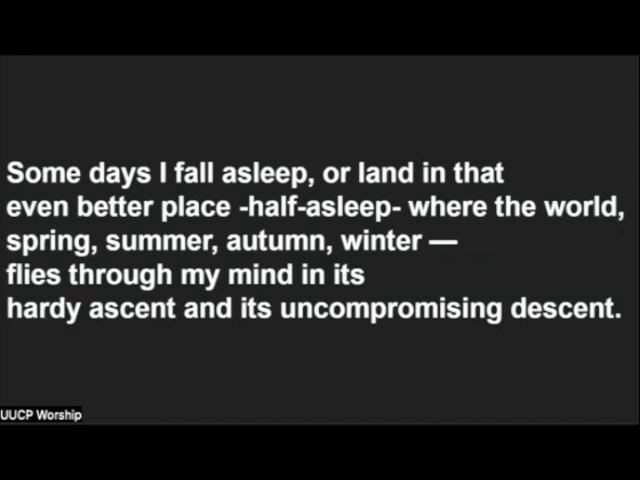 Some days I fall asleep, or land in that
even better place -half-asleep- where the world,
spring, summer, autumn, winter —
flies through my mind in its
hardy ascent and its uncompromising descent.
UUCP Worship